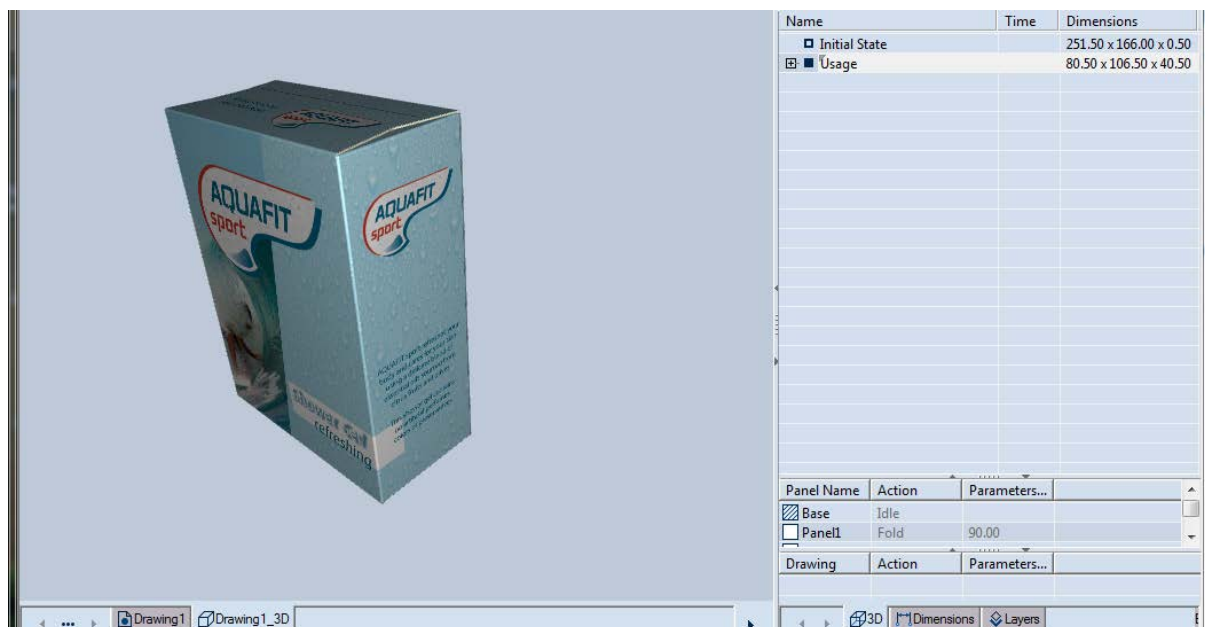 Name Time Dimensions
Initial State 251.50 x 166.00 x 0.50
Usage 80.50 x 106.50 x 40.50
AQUAFIT
sport
AQUAFIT
sport
shower Gel
refreshing
Panel Name Action Parameters...
Base Idle
Panel1 Fold 90.00
Drawing Action Parameters...
Drawing1 Drawing1_3D
3D Dimensions Layers